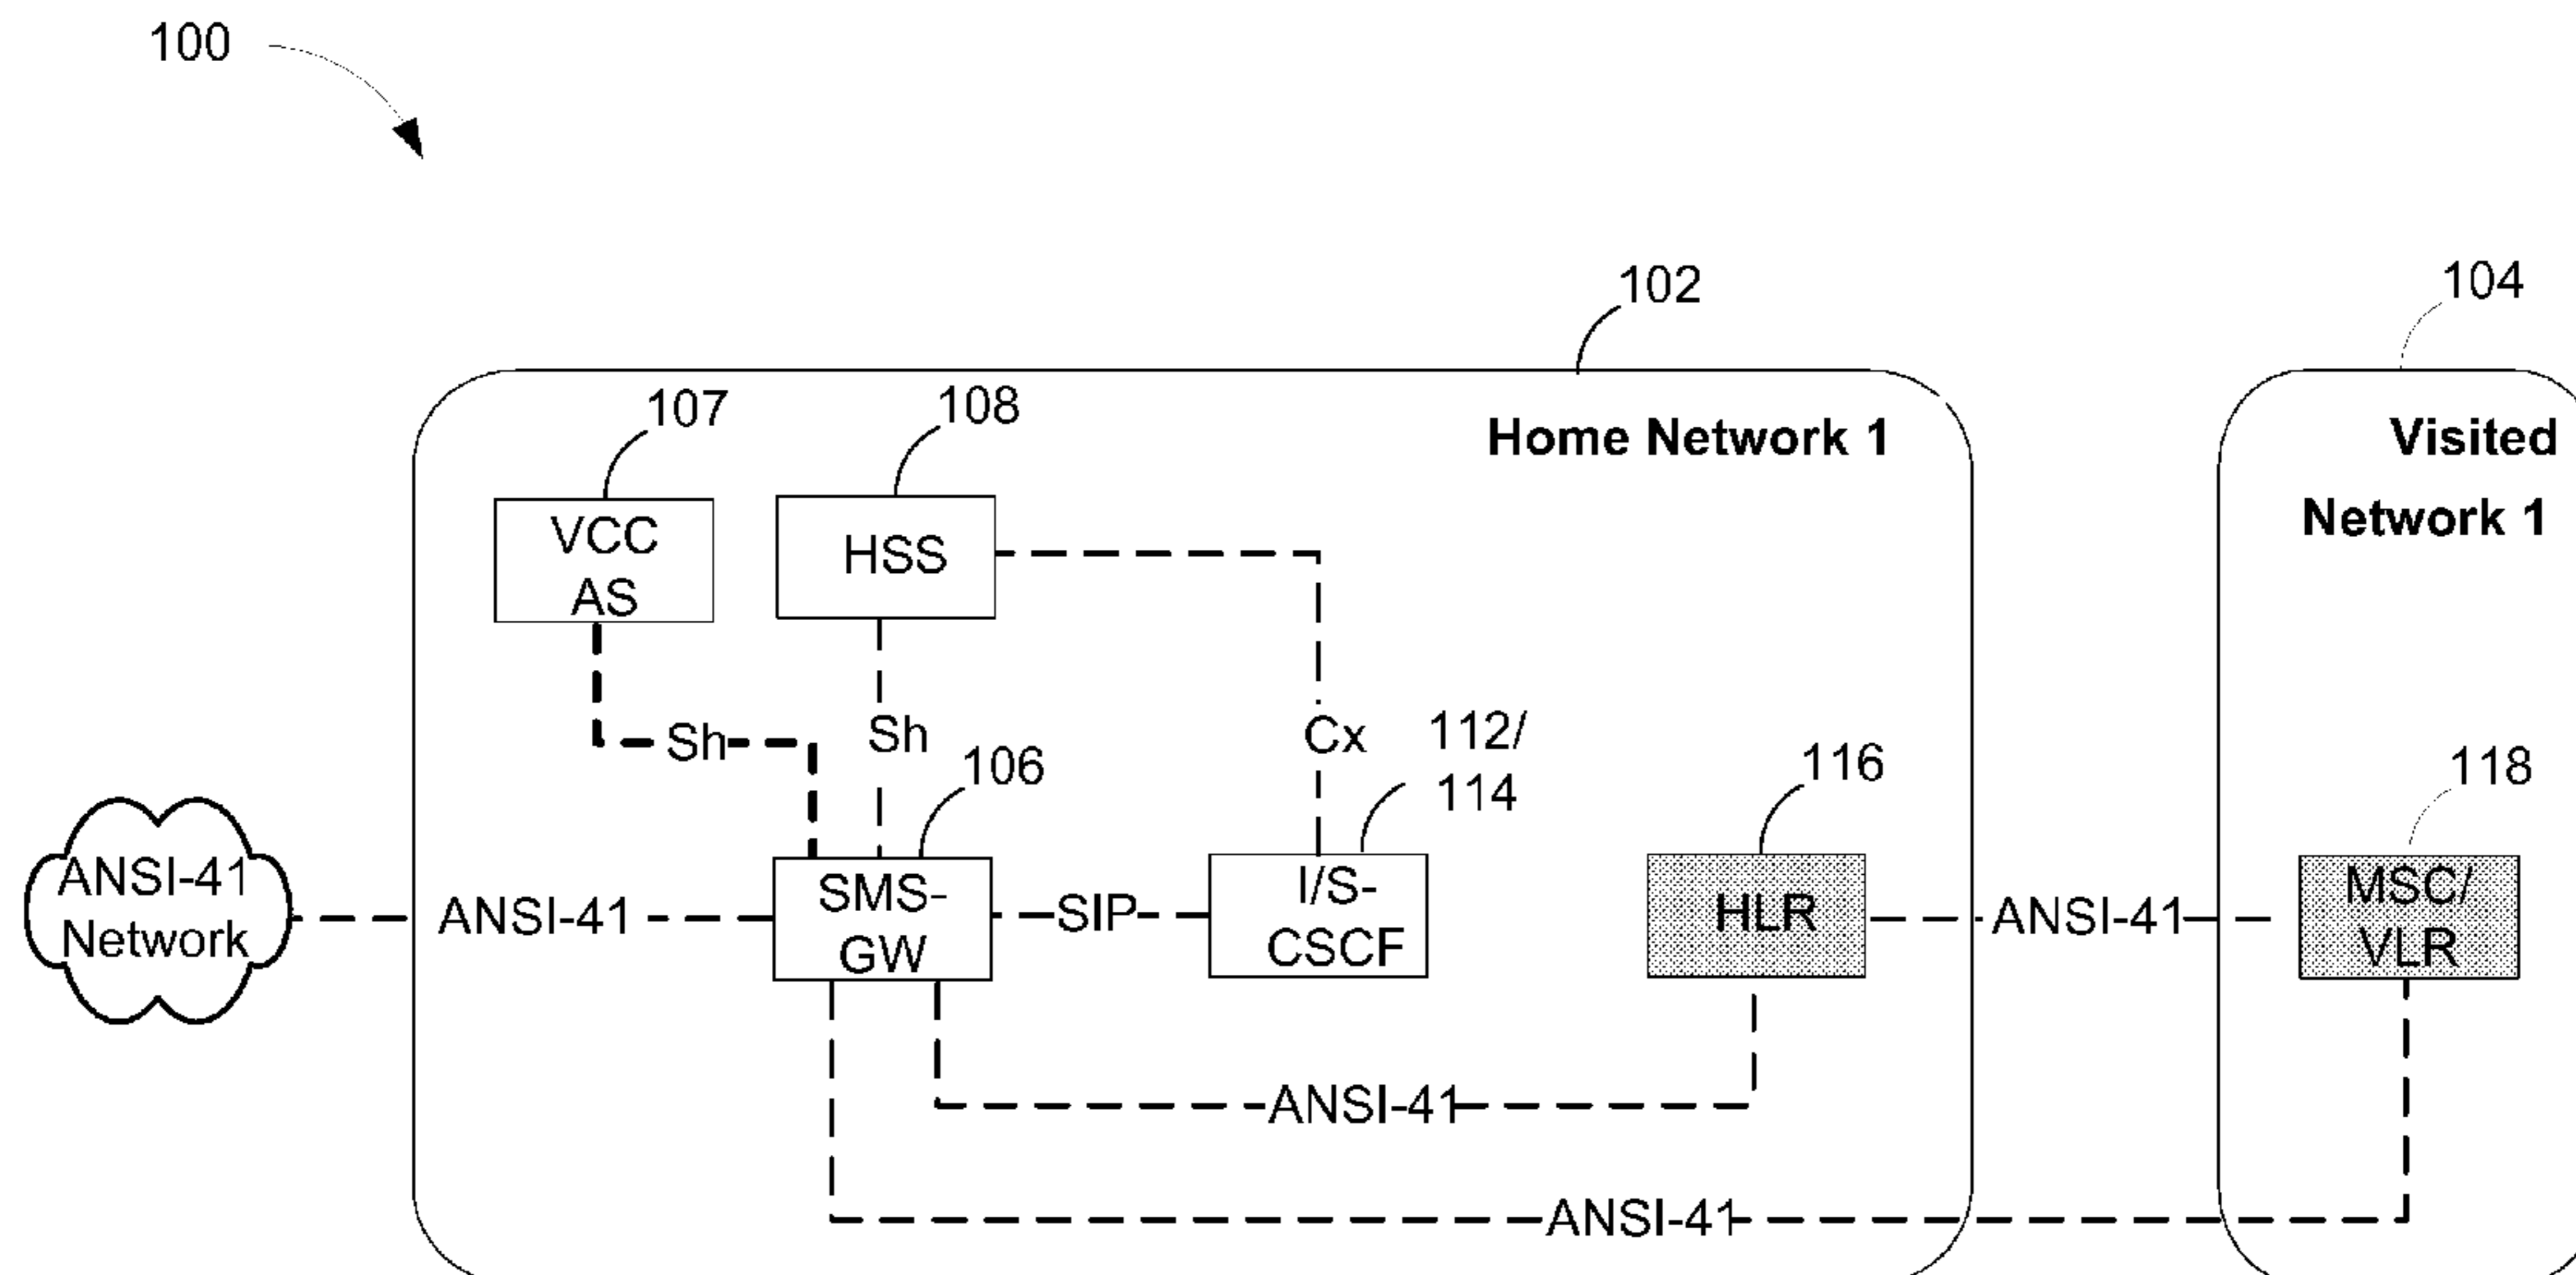 100
102
104
107
108
Home Network 1
Visited
Network 1
VCC
AS
HSS
Sh
Sh
Cx
112/
114
106
116
118
ANSI-41
Network
ANSI-41
SMS-
GW
SIP
I/S-
CSCF
HLR
ANSI-41
MSC/
VLR
ANSI-41
ANSI-41